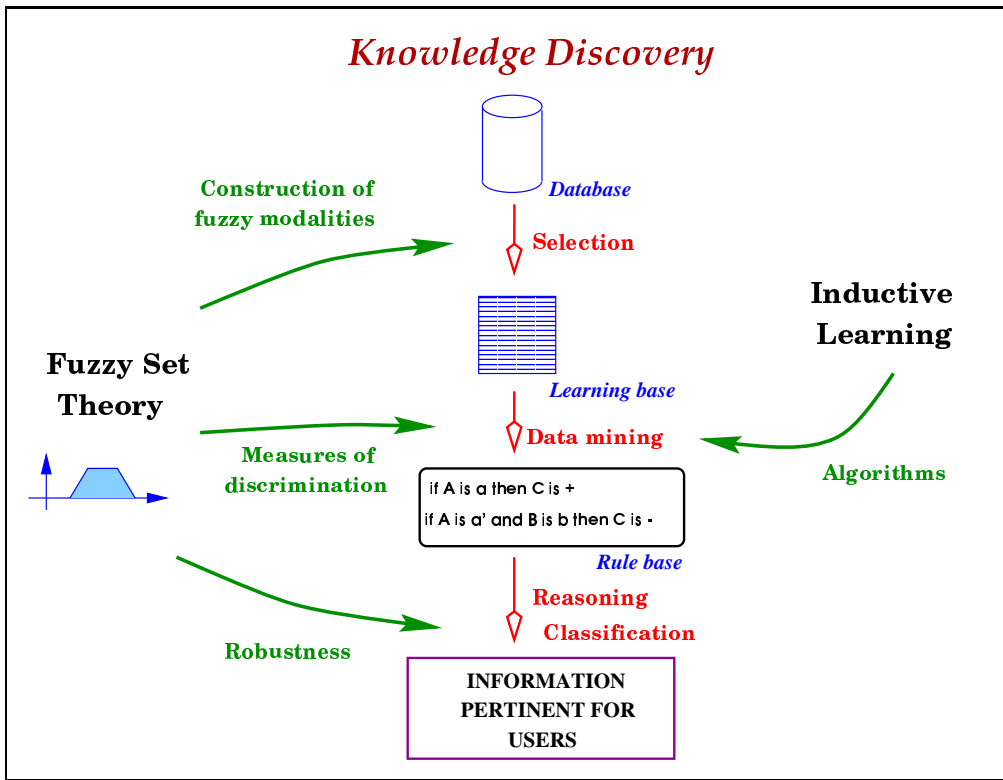 Knowledge Discovery
Database
Construction of
fuzzy modalities
Selection
Inductive
Learning
Fuzzy Set
Theory
Learning base
Data mining
Measures of
discrimination
Algorithms
if A is a then C is +
if A is a' and B is b then C is -
Rule base
Reasoning
Classification
Robustness
INFORMATION
PERTINENT FOR
USERS